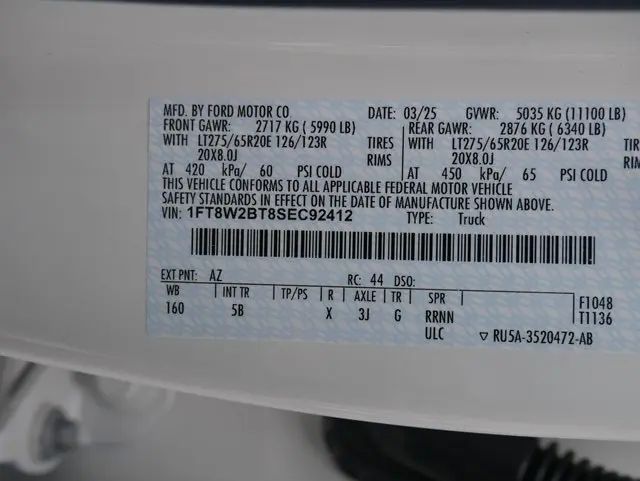 MFD. BY FORD MOTOR CO. DATE: 03/25 GVWR: 5035 KG (11100 LB)
FRONT GAWR: 2717 KG ( 5990 LB) REAR GAWR: 2876 KG ( 6340 LB)
WITH LT275/65R20E 126/123R TIRES WITH LT275/65R20E 126/123R TIR
20X8.0J RIMS 20X8.0J RIM
AT 420 kPa/ 60 PSI COLD AT 450 kPa/ 65 PSI COLD
THIS VEHICLE CONFORMS TO ALL APPLICABLE FEDERAL MOTOR VEHICLE
SAFETY STANDARDS IN EFFECT ON THE DATE OF MANUFACTURE SHOWN ABOVE.
VIN: 1FT8W2BT8SEC92412 TYPE: Truck
EXT PNT: AZ RC: 44 DSO:
WB INT TR TP/PS R AXLE TR SPR F1048
160 5B X 3J G RRNN T1136
ULC ▽ RU5A-3520472-AB